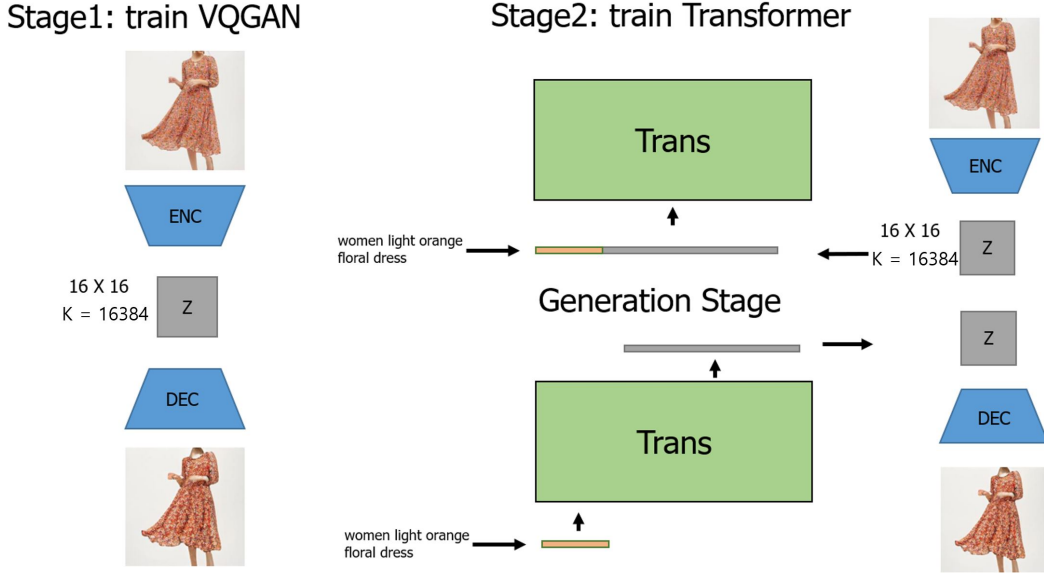 Stage1: train VQGAN
ENC
16 X 16
K = 16384
Z
DEC
Stage2: train Transformer
Trans
women light orange
floral dress
ENC
16 X 16
K = 16384
Z
Generation Stage
Z
Trans
DEC
women light orange
floral dress